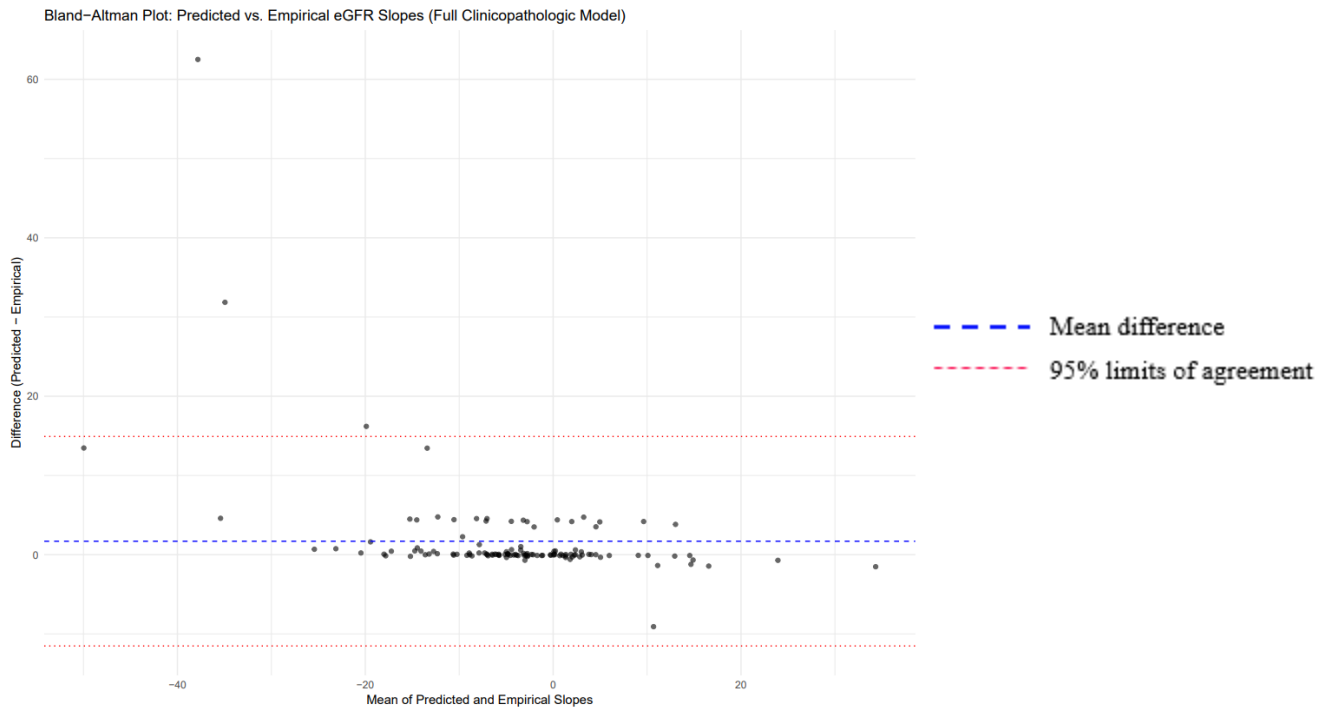 Bland−Altman Plot: Predicted vs. Empirical eGFR Slopes (Full Clinicopathologic Model)
60
40
20
0
Difference (Predicted − Empirical)
−40
−20
0
20
Mean of Predicted and Empirical Slopes
Mean difference
95% limits of agreement